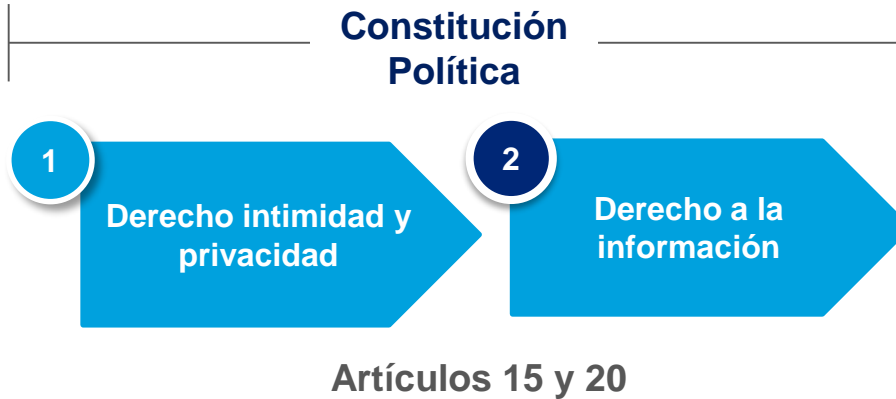 Constitución
Política
1
Derecho intimidad y
privacidad
2
Derecho a la
información
Artículos 15 y 20